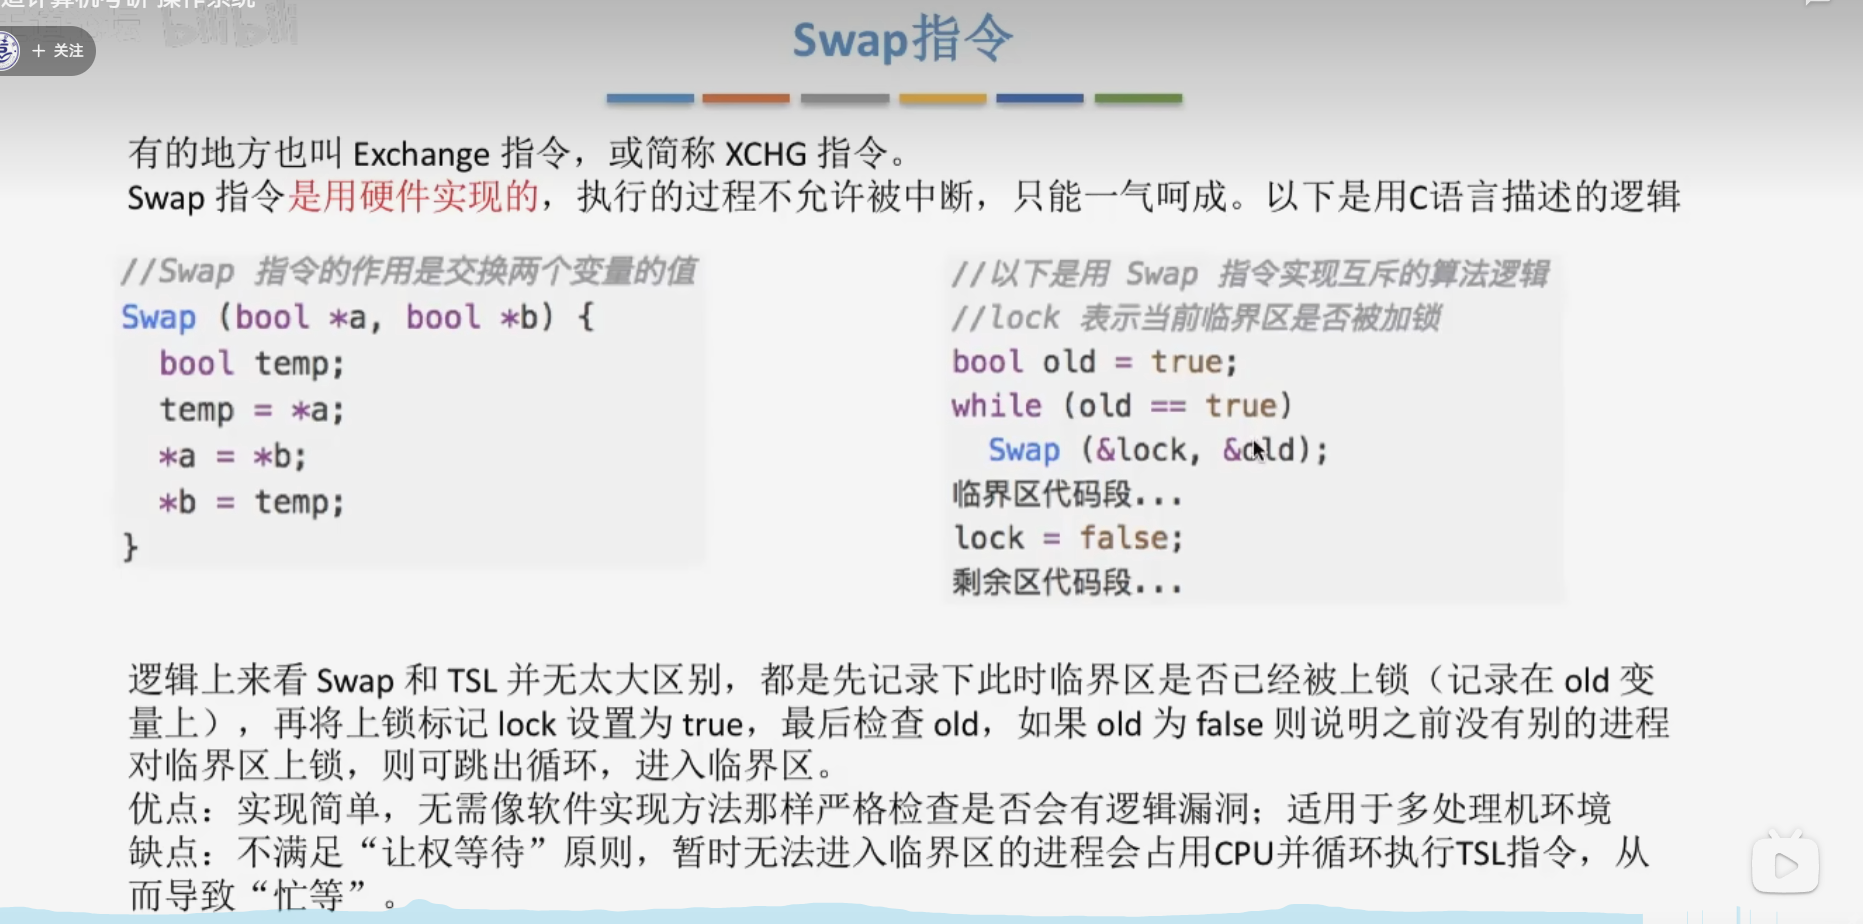 关注
Swap指令
有的地方也叫 Exchange 指令，或简称 XCHG 指令。
Swap 指令是用硬件实现的，执行的过程不允许被中断，只能一气呵成。以下是用C语言描述的逻辑
//Swap 指令的作用是交换两个变量的值
Swap (bool *a, bool *b) {
bool temp;
temp = *a;
*a = *b;
*b = temp;
}
//以下是用 Swap 指令实现互斥的算法逻辑
//lock 表示当前临界区是否被加锁
bool old = true;
while (old == true)
Swap (&lock, &old);
临界区代码段...
lock = false;
剩余区代码段...
逻辑上来看 Swap 和 TSL 并无太大区别，都是先记录下此时临界区是否已经被上锁（记录在 old 变
量上），再将上锁标记 lock 设置为 true，最后检查 old，如果 old 为 false 则说明之前没有别的进程
对临界区上锁，则可跳出循环，进入临界区。
优点：实现简单，无需像软件实现方法那样严格检查是否会有逻辑漏洞；适用于多处理机环境
缺点：不满足“让权等待”原则，暂时无法进入临界区的进程会占用CPU并循环执行TSL指令，从
而导致“忙等”。